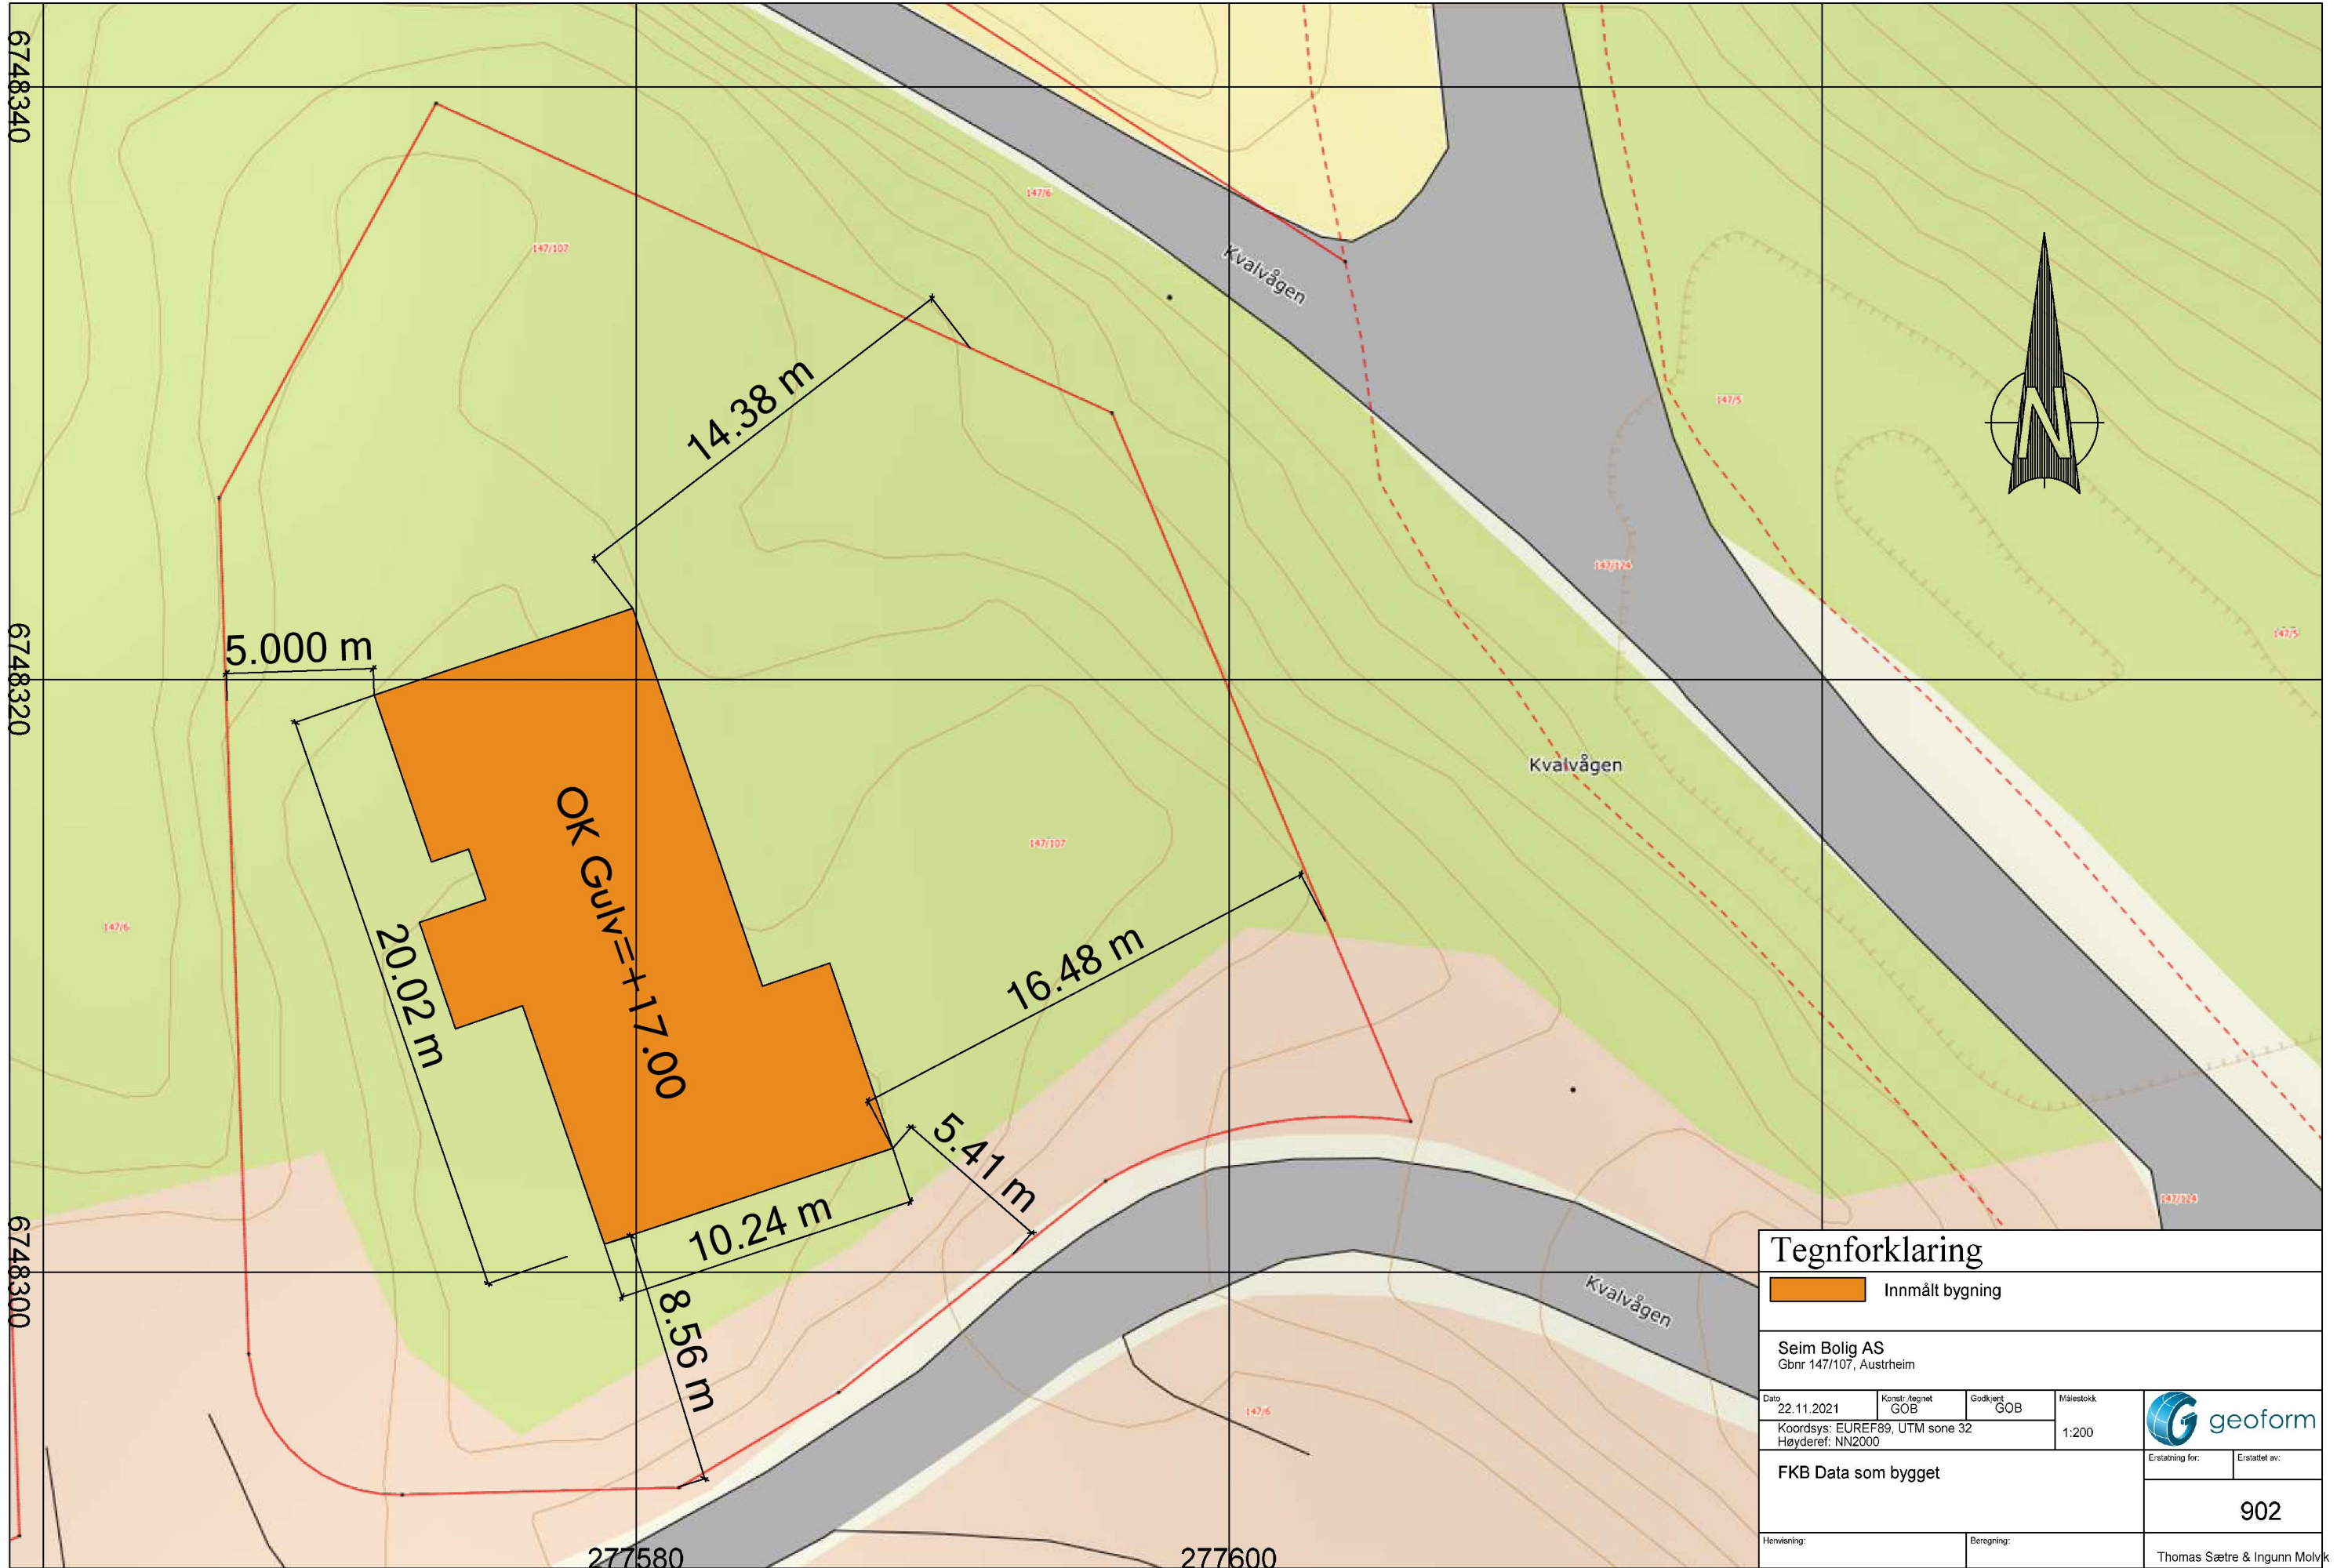 6748340
147/6
147/107
Kvalvågen
14.38 m
147/5
147/124
5.000 m
147/5
6748320
Kvalvågen
OK Gulv=+17.00
147/107
147/6
20.02 m
16.48 m
5.41 m
10.24 m
147/124
6748300
8.56 m
Kvalvågen
147/6
277580
277600
N
Tegnforklaring
Innmålt bygning
Seim Bolig AS
Gbnr 147/107, Austrheim
Dato
22.11.2021
Konstr./tegnet
GOB
Godkjent
GOB
Målestokk
1:200
Koordsys: EUREF89, UTM sone 32
Høyderef: NN2000
geoform
FKB Data som bygget
Erstatning for:
Erstattet av:
902
Henvisning:
Beregning:
Thomas Sætre & Ingunn Molvik